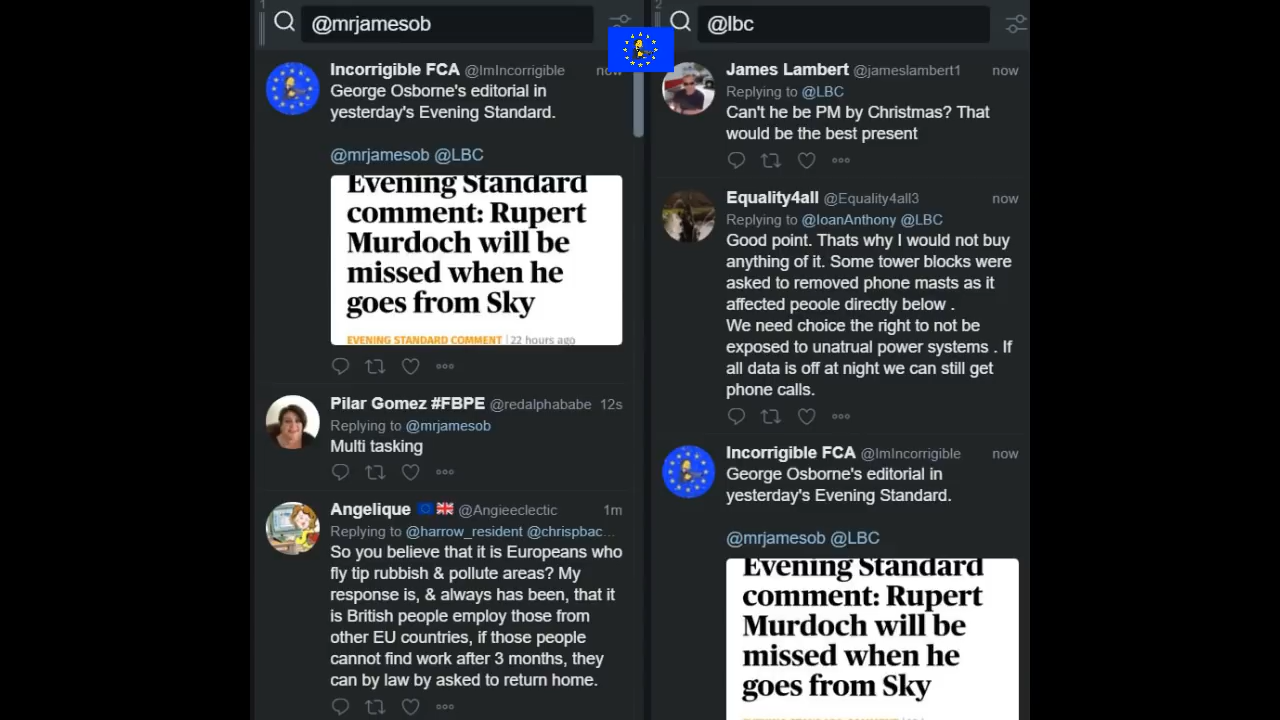 1
@mrjamesob
Incorrigible FCA @ImIncorrigible now
George Osborne's editorial in
yesterday's Evening Standard.
@mrjamesob @LBC
Evening Standard
comment: Rupert
Murdoch will be
missed when he
goes from Sky
EVENING STANDARD COMMENT | 22 hours ago
Pilar Gomez #FBPE @redalphababe 12s
Replying to @mrjamesob
Multi tasking
Angelique @Angieeclectic 1m
Replying to @harrow_resident @chrispbac...
So you believe that it is Europeans who
fly tip rubbish & pollute areas? My
response is, & always has been, that it
is British people employ those from
other EU countries, if those people
cannot find work after 3 months, they
can by law by asked to return home.
2
@lbc
James Lambert @jameslambert1 now
Replying to @LBC
Can't he be PM by Christmas? That
would be the best present
Equality4all @Equality4all3 now
Replying to @IoanAnthony @LBC
Good point. Thats why I would not buy
anything of it. Some tower blocks were
asked to removed phone masts as it
affected peoole directly below .
We need choice the right to not be
exposed to unatrual power systems . If
all data is off at night we can still get
phone calls.
Incorrigible FCA @ImIncorrigible now
George Osborne's editorial in
yesterday's Evening Standard.
@mrjamesob @LBC
Evening Standard
comment: Rupert
Murdoch will be
missed when he
goes from Sky